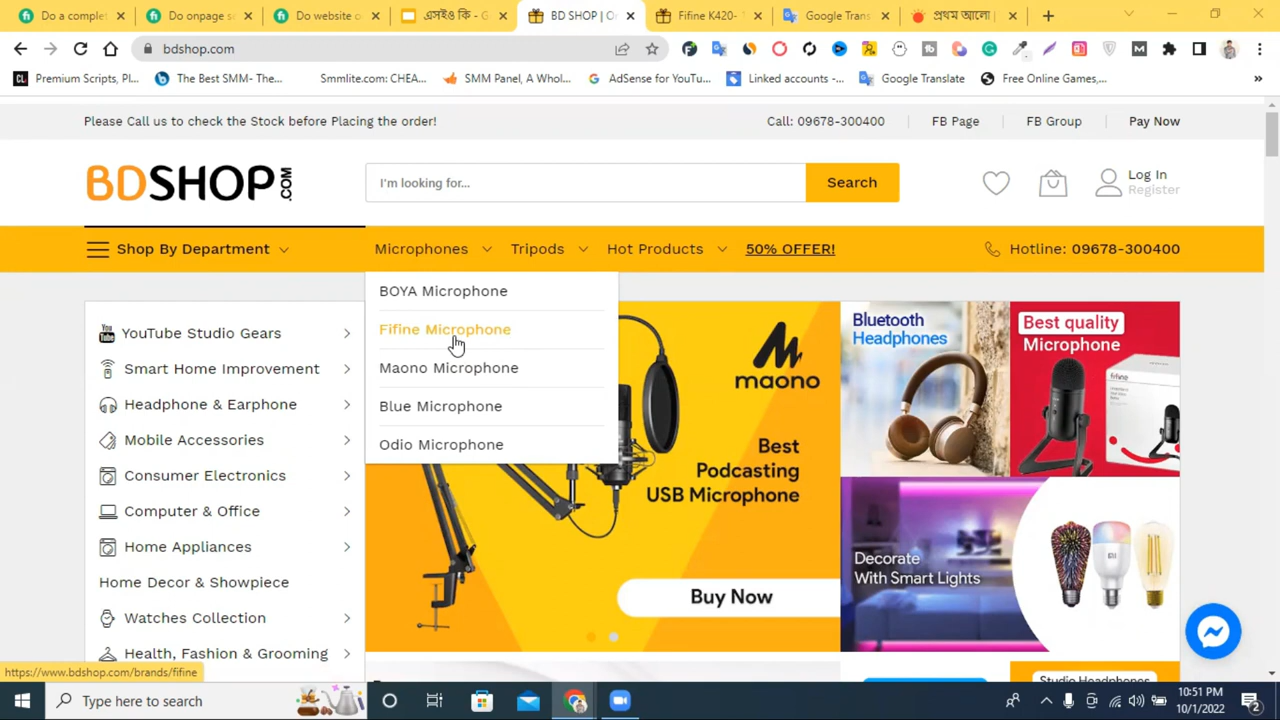 Do a complet
Do onpage s
Do website o
এসইও কি - G
BD SHOP | O
Fifine K420-
Google Trans
প্রথম আলো |
bdshop.com
Premium Scripts, Pl...
The Best SMM- The...
Smmlite.com: CHEA...
SMM Panel, A Whol...
AdSense for YouTu...
Linked accounts -...
Google Translate
Free Online Games,...
Please Call us to check the Stock before Placing the order!
Call: 09678-300400
FB Page
FB Group
Pay Now
BDSHOP.COM
I'm looking for...
Search
Log In
Register
Shop By Department
Microphones
Tripods
Hot Products
50% OFFER!
Hotline: 09678-300400
BOYA Microphone
Fifine Microphone
Maono Microphone
Blue Microphone
Odio Microphone
YouTube Studio Gears
Smart Home Improvement
Headphone & Earphone
Mobile Accessories
Consumer Electronics
Computer & Office
Home Appliances
Home Decor & Showpiece
Watches Collection
Health, Fashion & Grooming
maono
Best
Podcasting
USB Microphone
Buy Now
Bluetooth
Headphones
Best quality
Microphone
fifine
Decorate
With Smart Lights
Studio Headphones
https://www.bdshop.com/brands/fifine
Type here to search
10:51 PM
10/1/2022
2